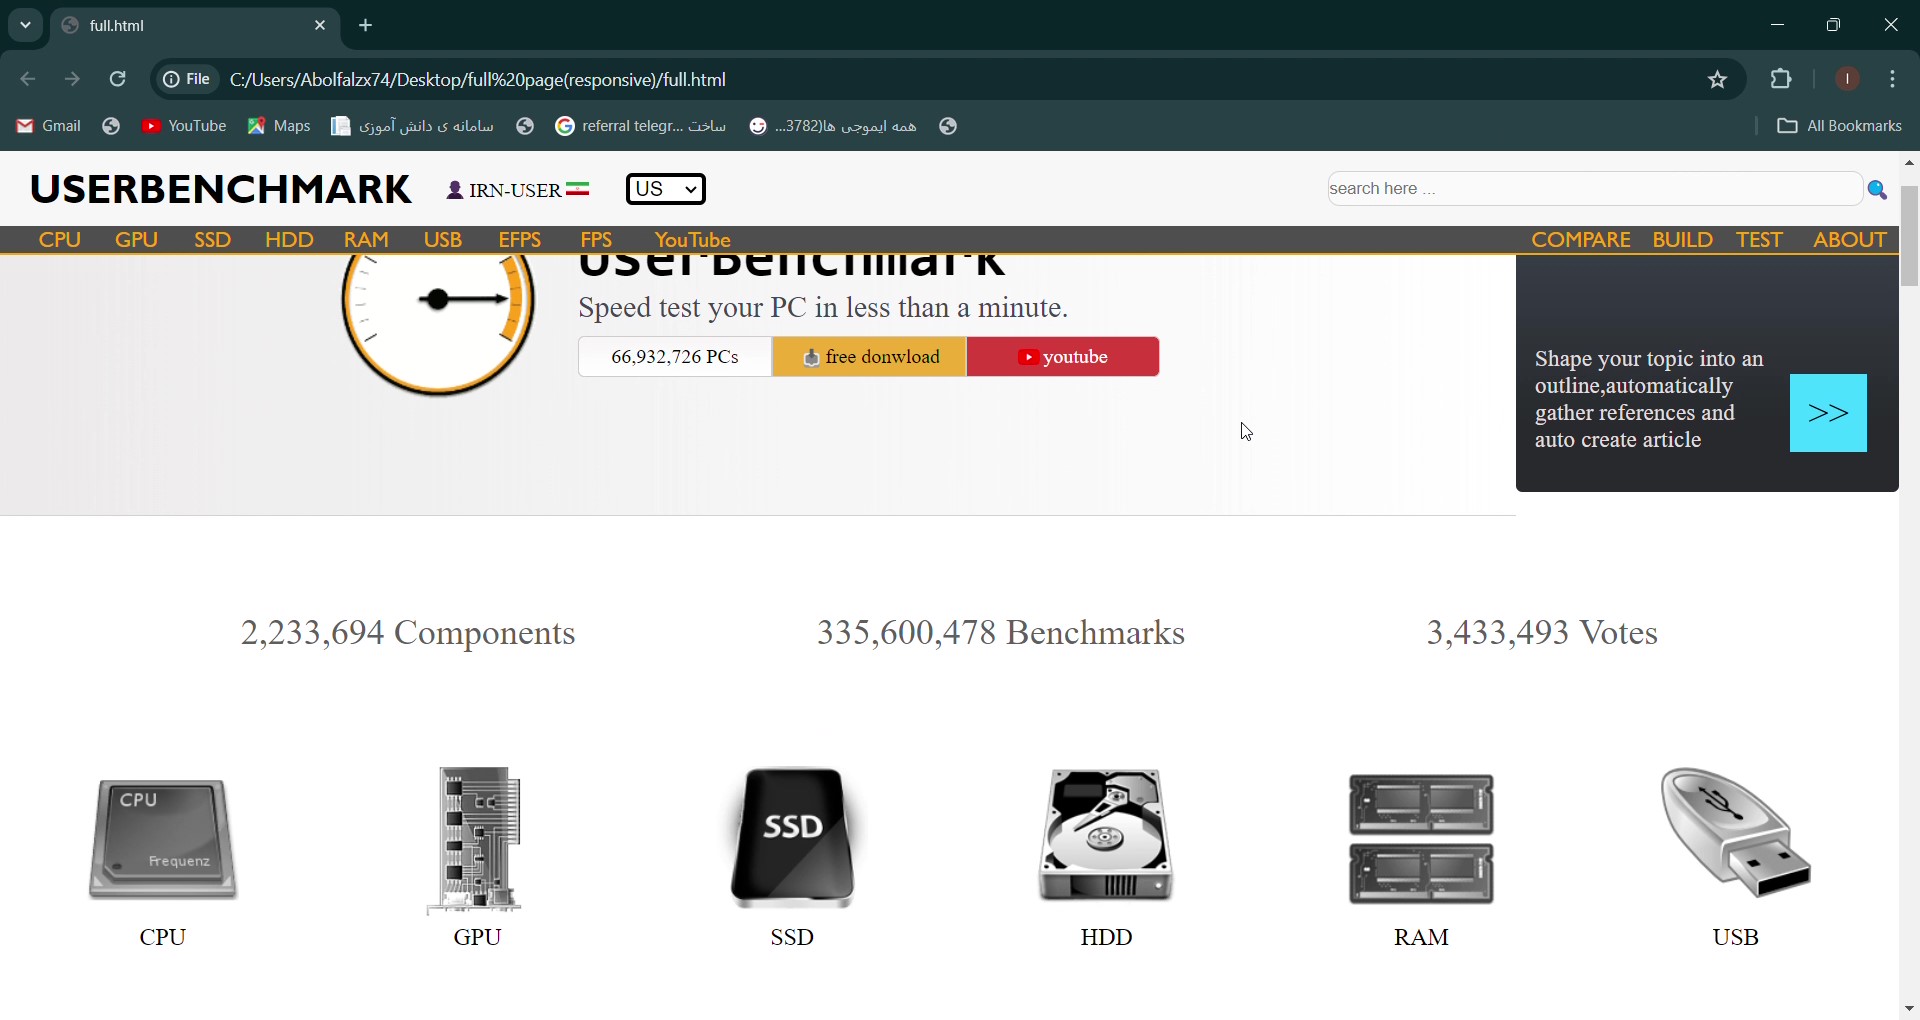 full.html
File C:/Users/Abolfalzx74/Desktop/full%20page(responsive)/full.html
Gmail YouTube Maps سامانه ی دانش آموزی referral telegr... ساخت همه ایموجی ها(3782... All Bookmarks
USERBENCHMARK IRN-USER US search here ...
CPU GPU SSD HDD RAM USB EFPS FPS YouTube COMPARE BUILD TEST ABOUT
UserBenchmark
Speed test your PC in less than a minute.
66,932,726 PCs free donwload youtube
Shape your topic into an
outline,automatically
gather references and
auto create article
>>
2,233,694 Components 335,600,478 Benchmarks 3,433,493 Votes
CPU
Frequenz
SSD
CPU GPU SSD HDD RAM USB